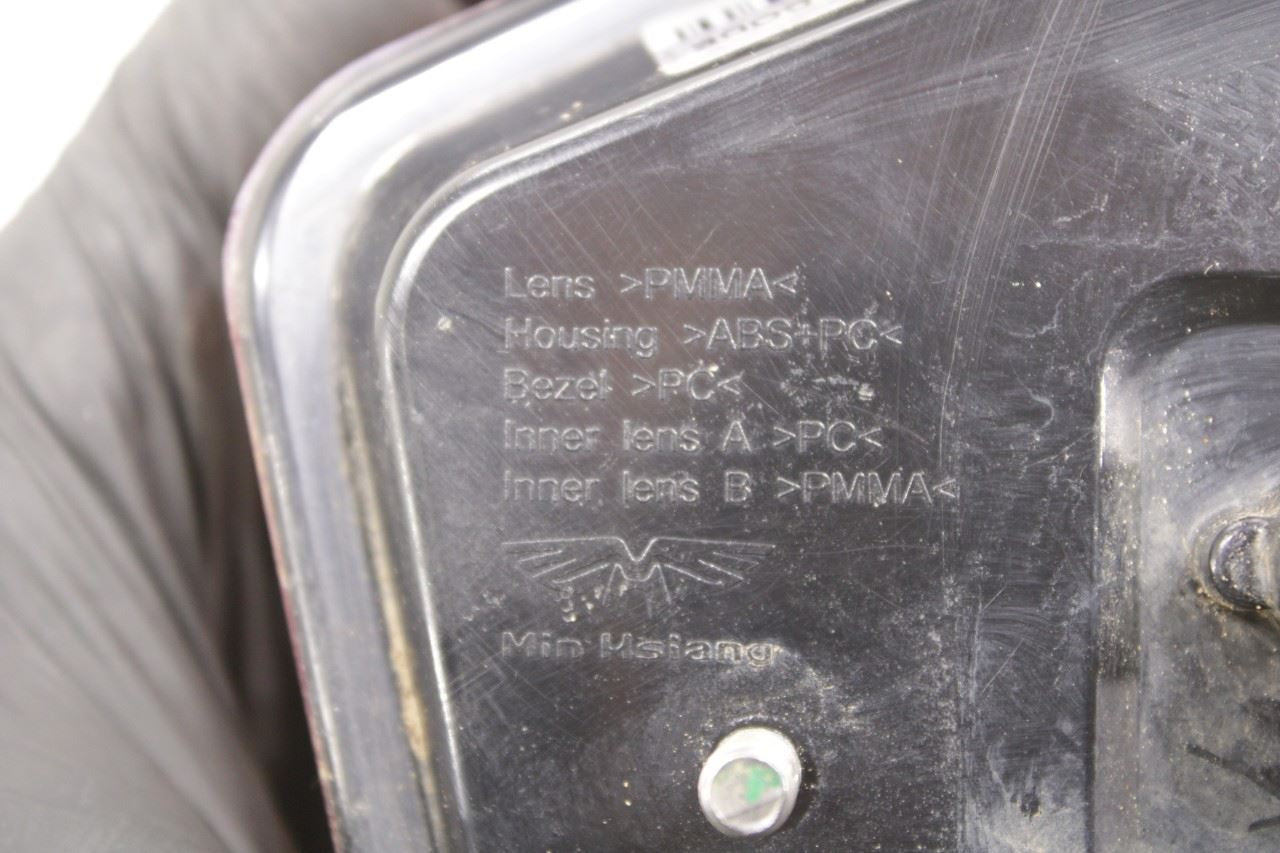 Lens >PMMA<
Housing >ABS+PC<
Bezel >PC<
Inner lens A >PC<
Inner lens B >PMMA<
Min Hsiang